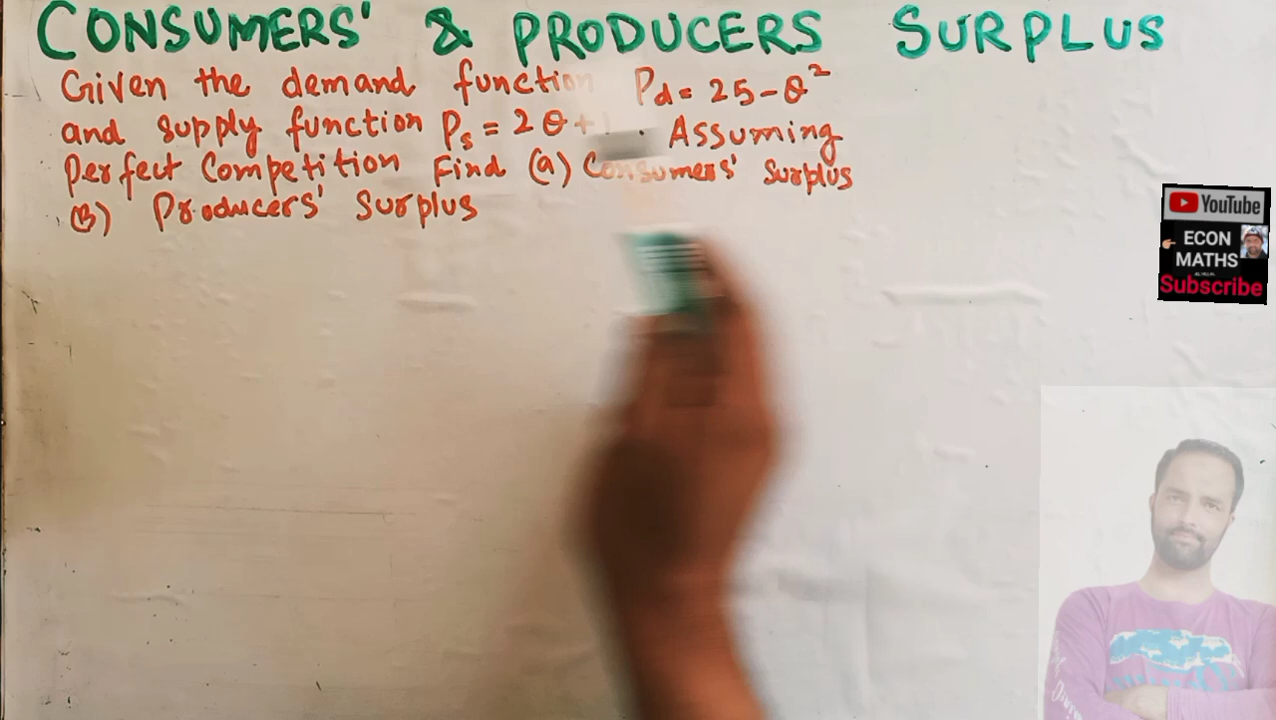 CONSUMERS' & PRODUCERS SURPLUS
Given the demand function Pd = 25 - Q²
and supply function Ps = 2Q + 1. Assuming
Perfect Competition Find (a) Consumers' Surplus
(B) Producers' Surplus
YouTube
ECON
MATHS
Subscribe